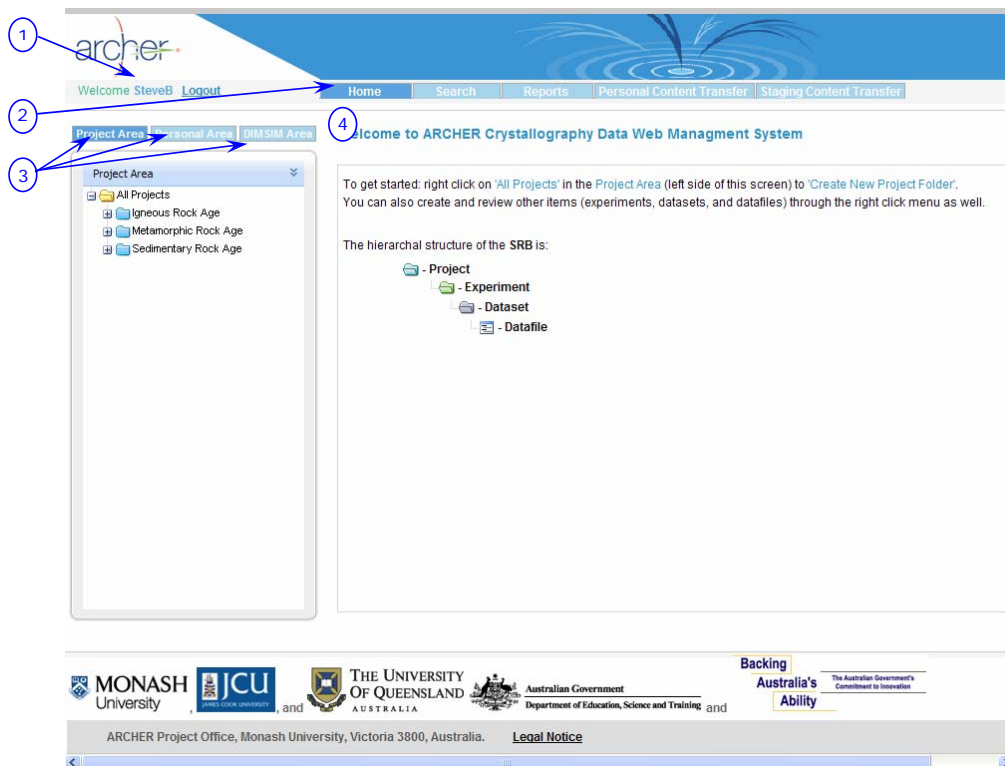 1
archer
Welcome SteveB Logout
Home Search Reports Personal Content Transfer Staging Content Transfer
2
Project Area Personal Area DIMSIM Area
4
elcome to ARCHER Crystallography Data Web Managment System
3
Project Area
All Projects
Igneous Rock Age
Metamorphic Rock Age
Sedimentary Rock Age
To get started: right click on 'All Projects' in the Project Area (left side of this screen) to 'Create New Project Folder'.
You can also create and review other items (experiments, datasets, and datafiles) through the right click menu as well.
The hierarchal structure of the SRB is:
- Project
- Experiment
- Dataset
- Datafile
MONASH University
,
JCU
JAMES COOK UNIVERSITY
, and
THE UNIVERSITY
OF QUEENSLAND
AUSTRALIA
Australian Government
Department of Education, Science and Training
and
Backing
Australia's
Ability
The Australian Government's
Commitment to Innovation
ARCHER Project Office, Monash University, Victoria 3800, Australia. Legal Notice